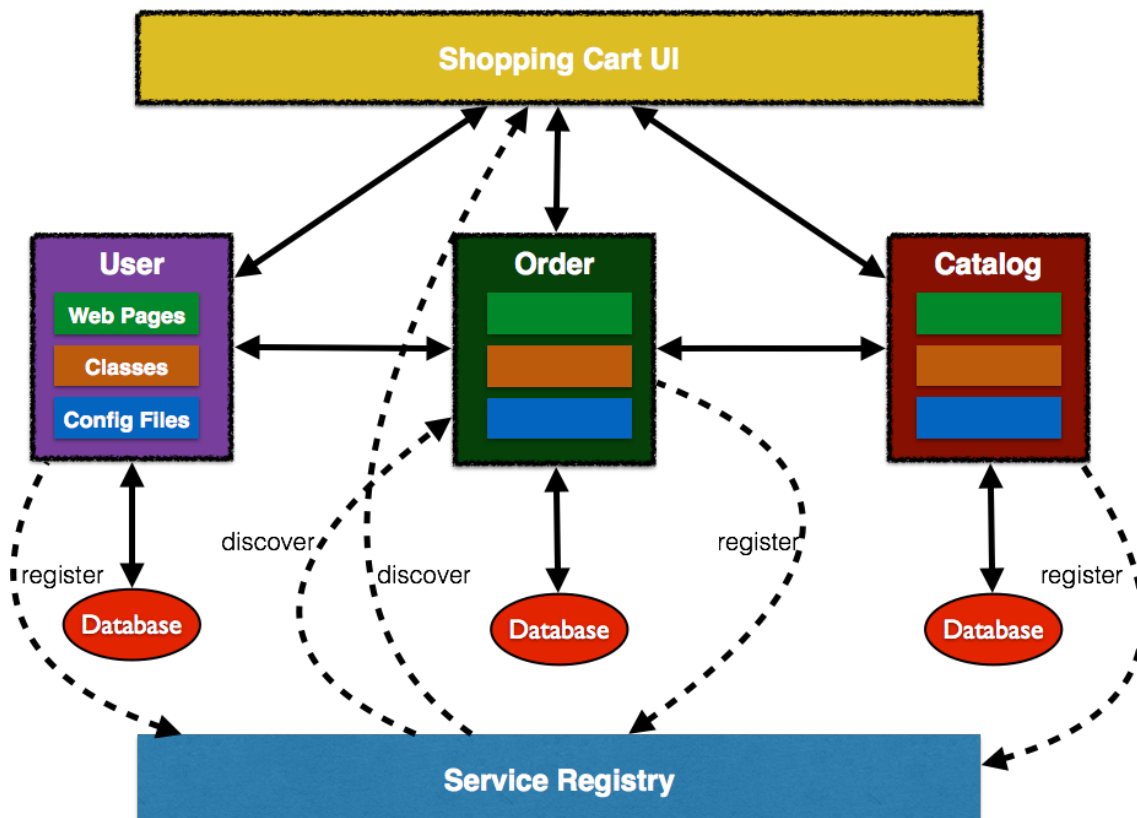 Shopping Cart UI
User
Order
Catalog
Web Pages
Classes
Config Files
discover
register
register
discover
register
Database
Database
Database
Service Registry